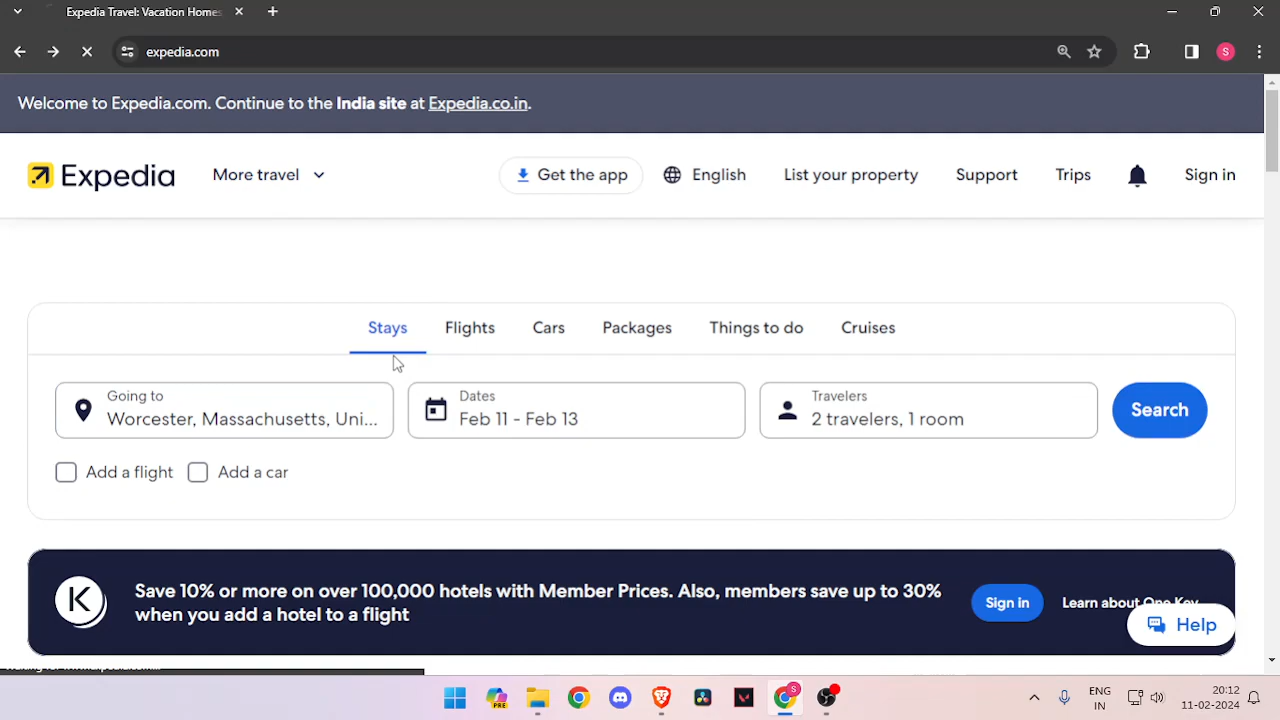 Expedia Travel: Vacation Homes
expedia.com
S
Welcome to Expedia.com. Continue to the India site at Expedia.co.in.
Expedia
More travel
Get the app
English
List your property
Support
Trips
Sign in
Stays
Flights
Cars
Packages
Things to do
Cruises
Going to
Worcester, Massachusetts, Uni...
Dates
Feb 11 - Feb 13
Travelers
2 travelers, 1 room
Search
Add a flight
Add a car
K
Save 10% or more on over 100,000 hotels with Member Prices. Also, members save up to 30%
when you add a hotel to a flight
Sign in
Learn about One Key
Help
PRE
S
ENG
IN
20:12
11-02-2024